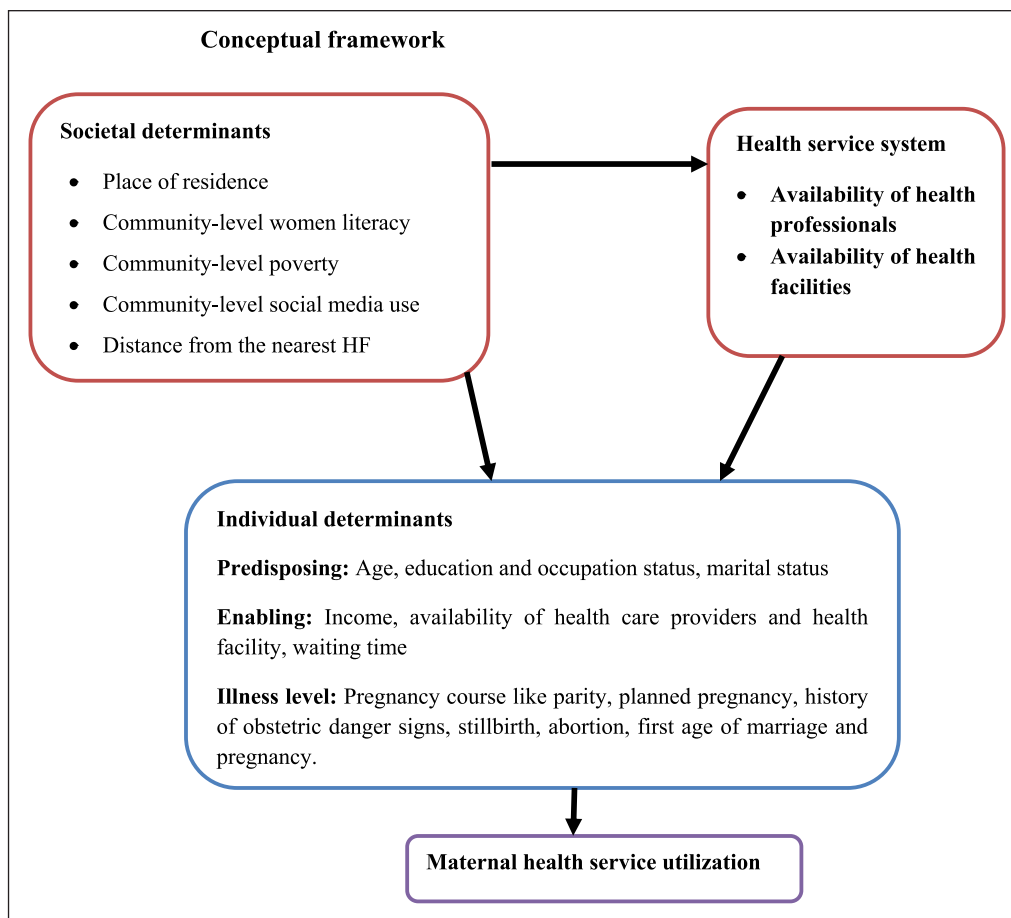 Conceptual framework
Societal determinants
• Place of residence
• Community-level women literacy
• Community-level poverty
• Community-level social media use
• Distance from the nearest HF
Health service system
• Availability of health
professionals
• Availability of health
facilities
Individual determinants
Predisposing: Age, education and occupation status, marital status
Enabling: Income, availability of health care providers and health
facility, waiting time
Illness level: Pregnancy course like parity, planned pregnancy, history
of obstetric danger signs, stillbirth, abortion, first age of marriage and
pregnancy.
Maternal health service utilization